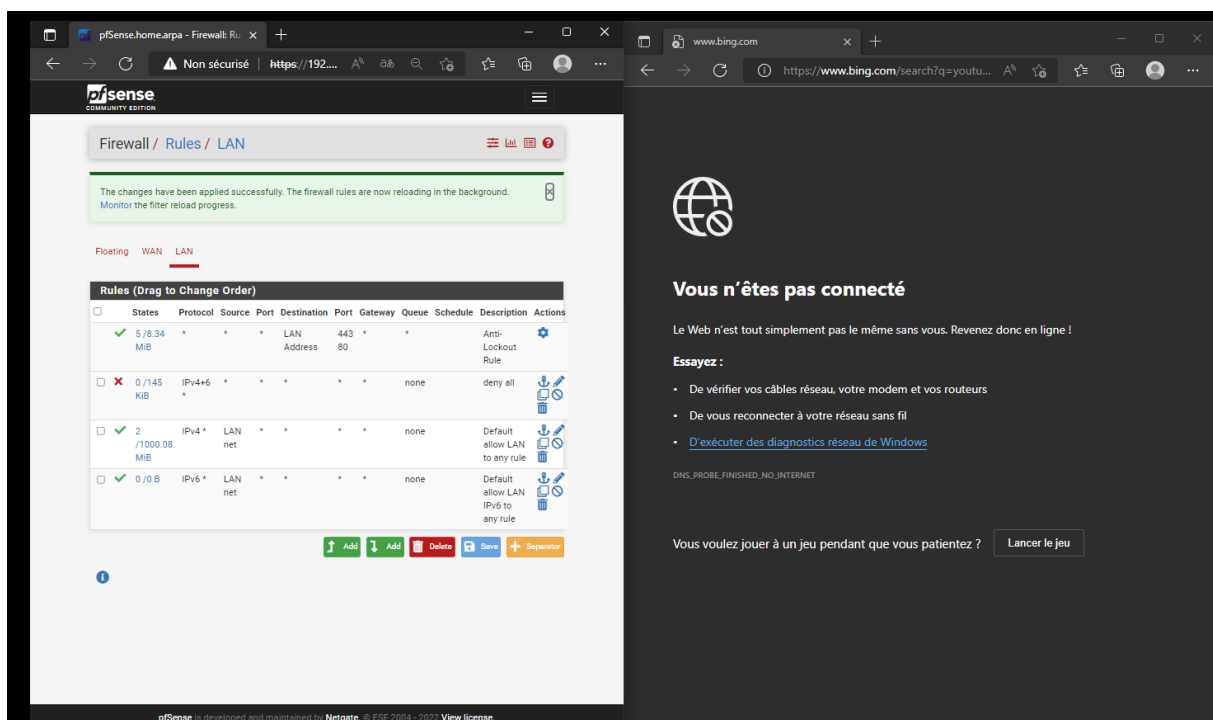 pfSense.home.arpa - Firewall: Ru
Non sécurisé | https://192....
pfsense
COMMUNITY EDITION
Firewall / Rules / LAN
The changes have been applied successfully. The firewall rules are now reloading in the background.
Monitor the filter reload progress.
Floating WAN LAN
Rules (Drag to Change Order)
States Protocol Source Port Destination Port Gateway Queue Schedule Description Actions
5 /8.34 * * * LAN 443 * * Anti-
MiB Address 80 Lockout
Rule
0 /145 IPv4+6 * * * * * none deny all
KiB *
2 IPv4 * LAN * * * * none Default
/1000.08 net allow LAN
MiB to any rule
0 /0 B IPv6 * LAN * * * * none Default
net allow LAN
IPv6 to
any rule
Add Add Delete Save Separator
pfSense is developed and maintained by Netgate. © ESF 2004 - 2022 View license.
www.bing.com
https://www.bing.com/search?q=youtu...
Vous n'êtes pas connecté
Le Web n'est tout simplement pas le même sans vous. Revenez donc en ligne !
Essayez :
• De vérifier vos câbles réseau, votre modem et vos routeurs
• De vous reconnecter à votre réseau sans fil
• D'exécuter des diagnostics réseau de Windows
DNS_PROBE_FINISHED_NO_INTERNET
Vous voulez jouer à un jeu pendant que vous patientez ? Lancer le jeu